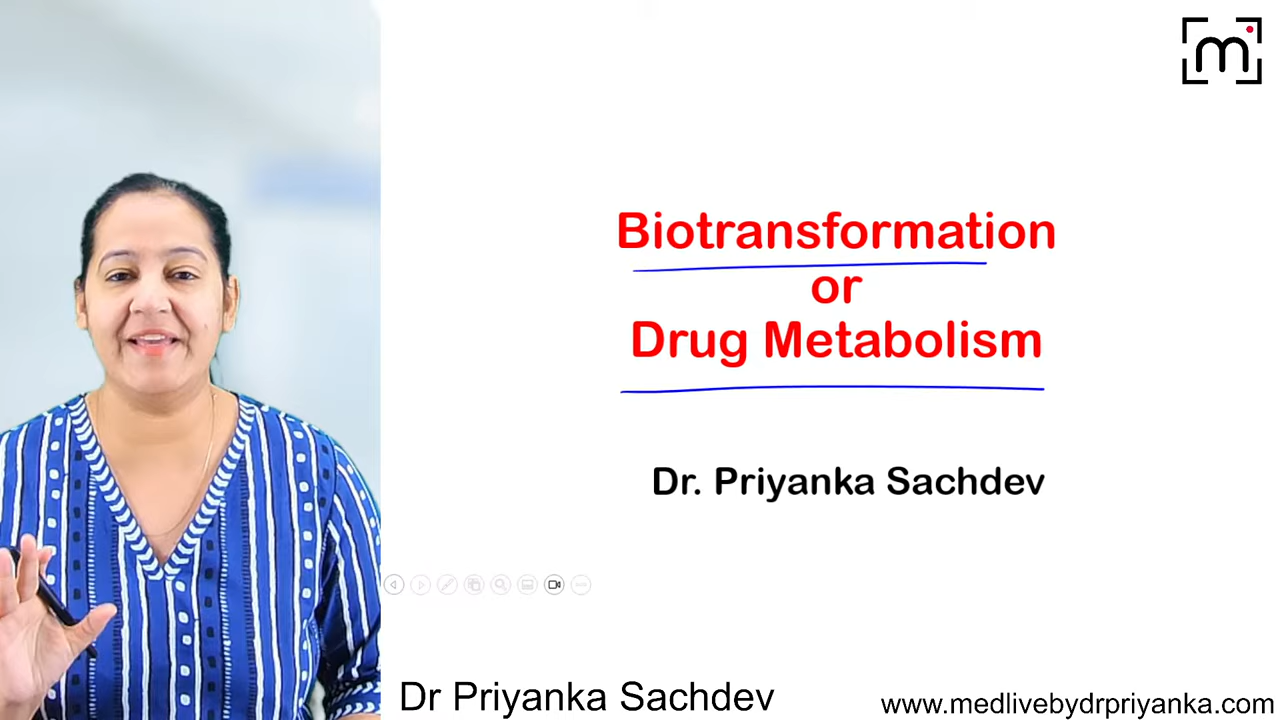 m
Biotransformation
or
Drug Metabolism
Dr. Priyanka Sachdev
Dr Priyanka Sachdev
www.medlivebydrpriyanka.com